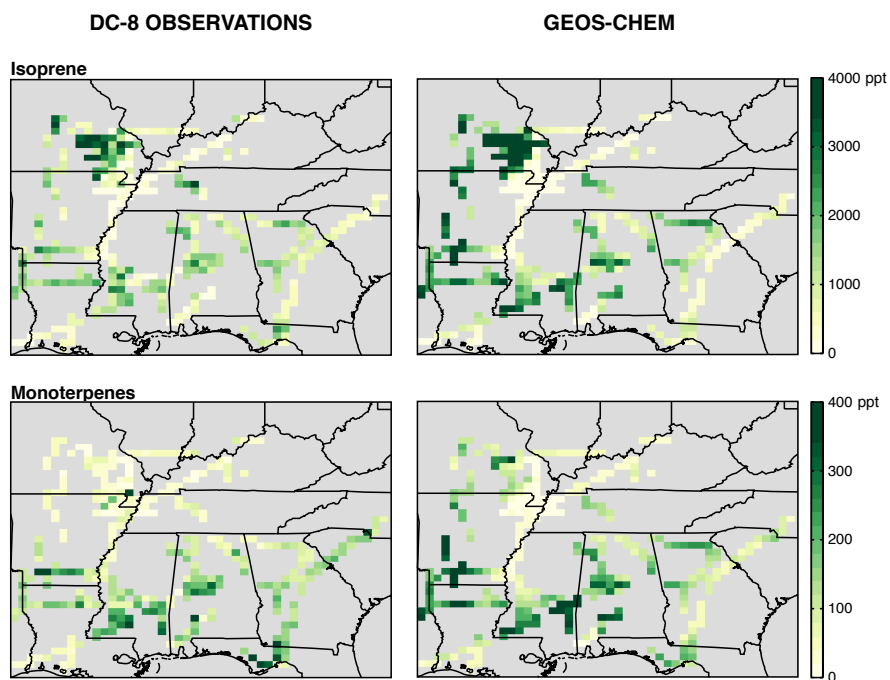 DC-8 OBSERVATIONS
GEOS-CHEM
Isoprene
4000 ppt
3000
2000
1000
0
Monoterpenes
400 ppt
300
200
100
0